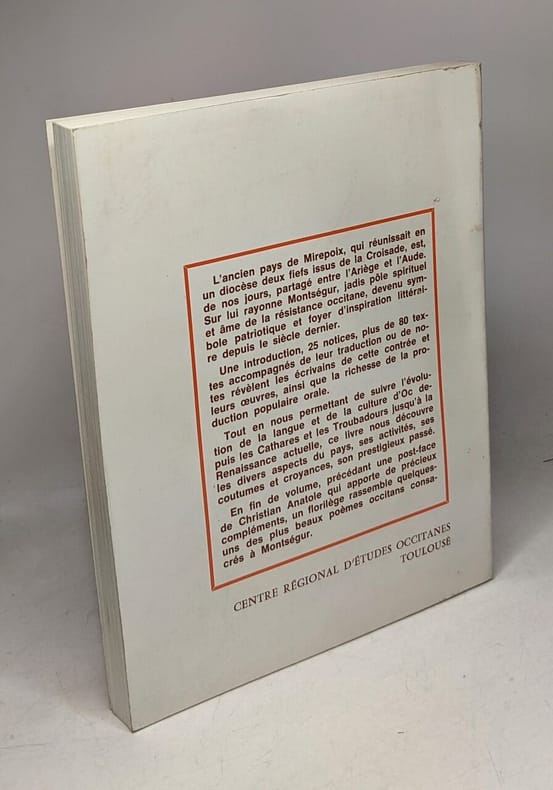 L'ancien pays de Mirepoix, qui réunissait en
un diocèse deux fiefs issus de la Croisade, est,
de nos jours, partagé entre l'Ariège et l'Aude.
Sur lui rayonne Montségur, jadis pôle spirituel
et âme de la résistance occitane, devenu sym-
bole patriotique et foyer d'inspiration littérai-
re depuis le siècle dernier.
Une introduction, 25 notices, plus de 80 tex-
tes accompagnés de leur traduction ou de no-
tes révèlent les écrivains de cette contrée et
leurs œuvres, ainsi que la richesse de la pro-
duction populaire orale.
Tout en nous permettant de suivre l'évolu-
tion de la langue et de la culture d'Oc de-
puis les Cathares et les Troubadours jusqu'à la
Renaissance actuelle, ce livre nous découvre
les divers aspects du pays, ses activités, ses
coutumes et croyances, son prestigieux passé.
En fin de volume, précédant une post-face
de Christian Anatole qui apporte de précieux
compléments, un florilège rassemble quelques-
uns des plus beaux poèmes occitans consa-
crés à Montségur.
CENTRE RÉGIONAL D'ÉTUDES OCCITANES
TOULOUSE